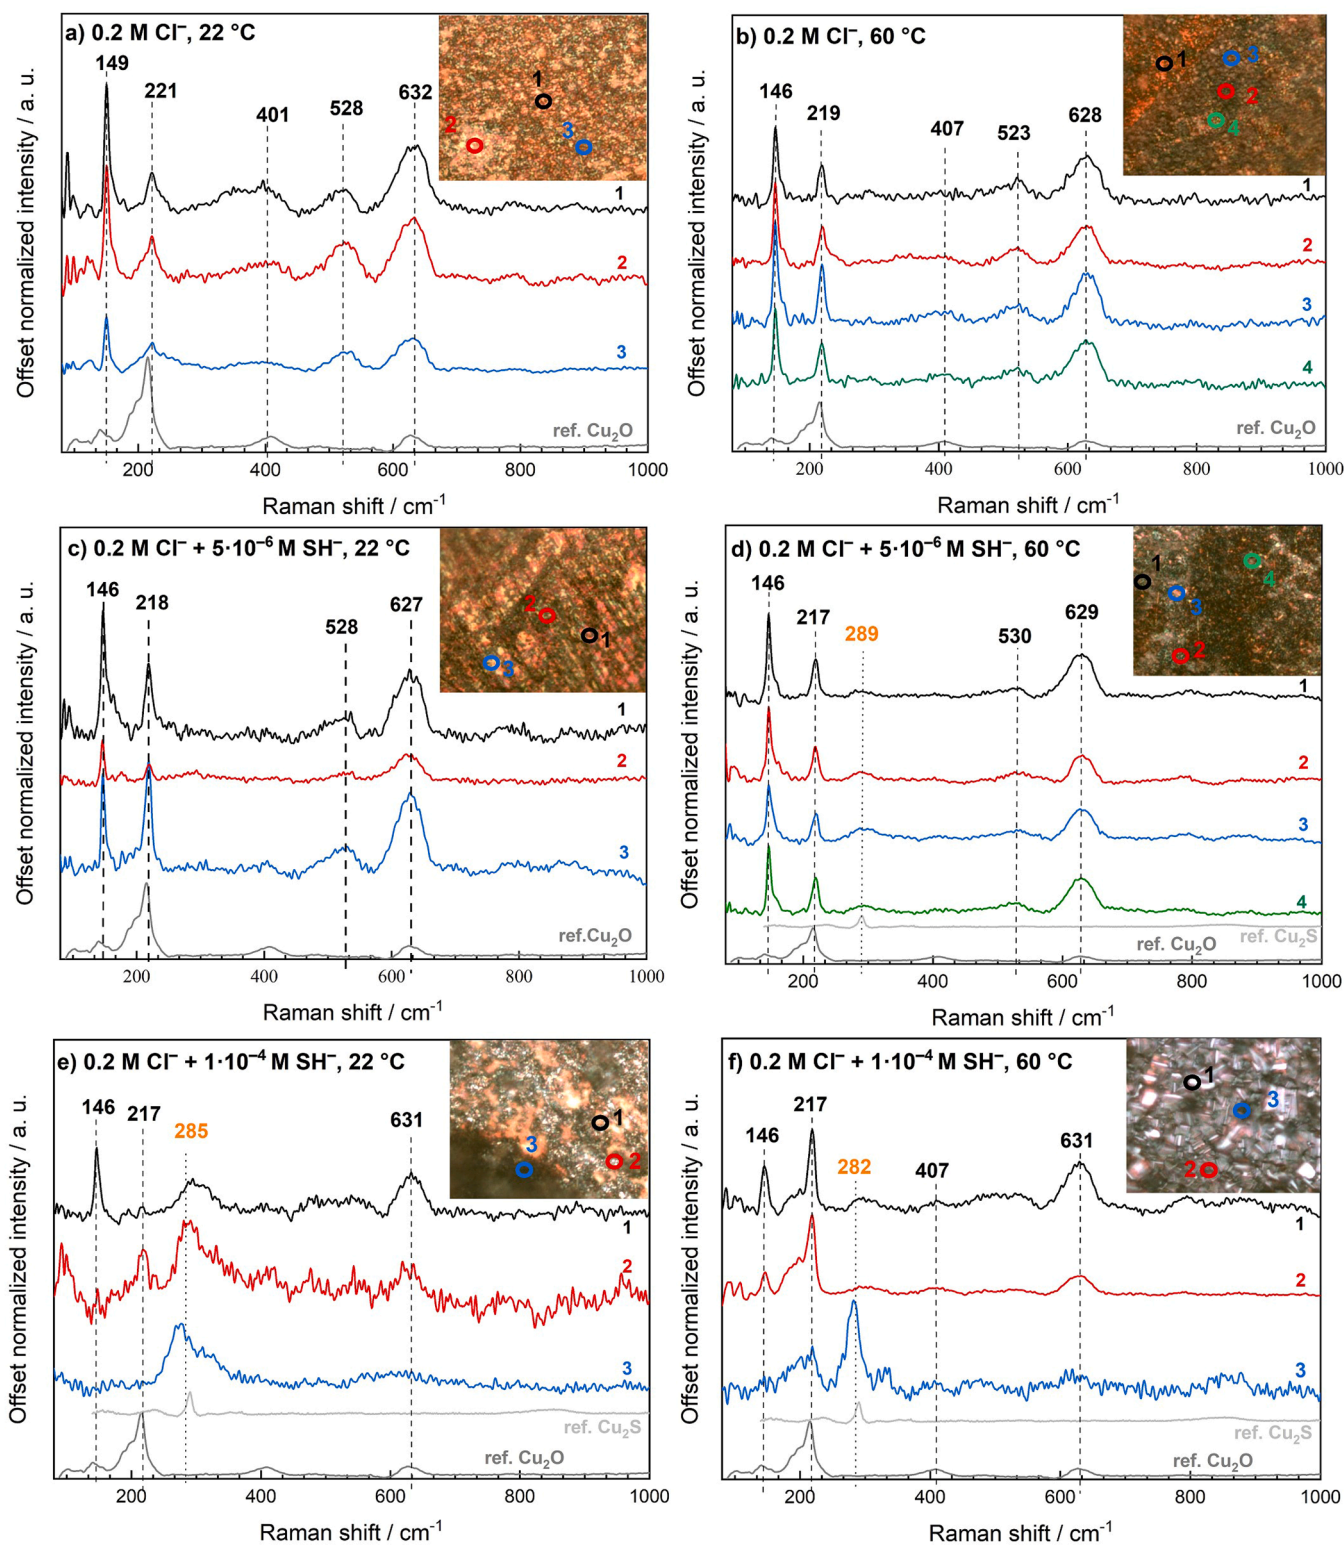 a) 0.2 M Cl⁻, 22 °C
149
221
401
528
632
1
2
3
1
2
3
ref. Cu₂O
200 400 600 800 1000
Raman shift / cm⁻¹
Offset normalized intensity / a. u.
b) 0.2 M Cl⁻, 60 °C
146
219
407
523
628
1
3
2
4
1
2
3
4
ref. Cu₂O
200 400 600 800 1000
Raman shift / cm⁻¹
Offset normalized intensity / a. u.
c) 0.2 M Cl⁻ + 5·10⁻⁶ M SH⁻, 22 °C
146
218
528
627
2
1
3
1
2
3
ref.Cu₂O
200 400 600 800 1000
Raman shift / cm⁻¹
Offset normalized intensity / a. u.
d) 0.2 M Cl⁻ + 5·10⁻⁶ M SH⁻, 60 °C
146
217
289
530
629
1
4
3
2
1
2
3
4
ref. Cu₂O
ref. Cu₂S
200 400 600 800 1000
Raman shift / cm⁻¹
Offset normalized intensity / a. u.
e) 0.2 M Cl⁻ + 1·10⁻⁴ M SH⁻, 22 °C
146
217
285
631
1
3
2
1
2
3
ref. Cu₂S
ref. Cu₂O
200 400 600 800 1000
Raman shift / cm⁻¹
Offset normalized intensity / a. u.
f) 0.2 M Cl⁻ + 1·10⁻⁴ M SH⁻, 60 °C
146
217
282
407
631
1
3
2
1
2
3
ref. Cu₂S
ref. Cu₂O
200 400 600 800 1000
Raman shift / cm⁻¹
Offset normalized intensity / a. u.